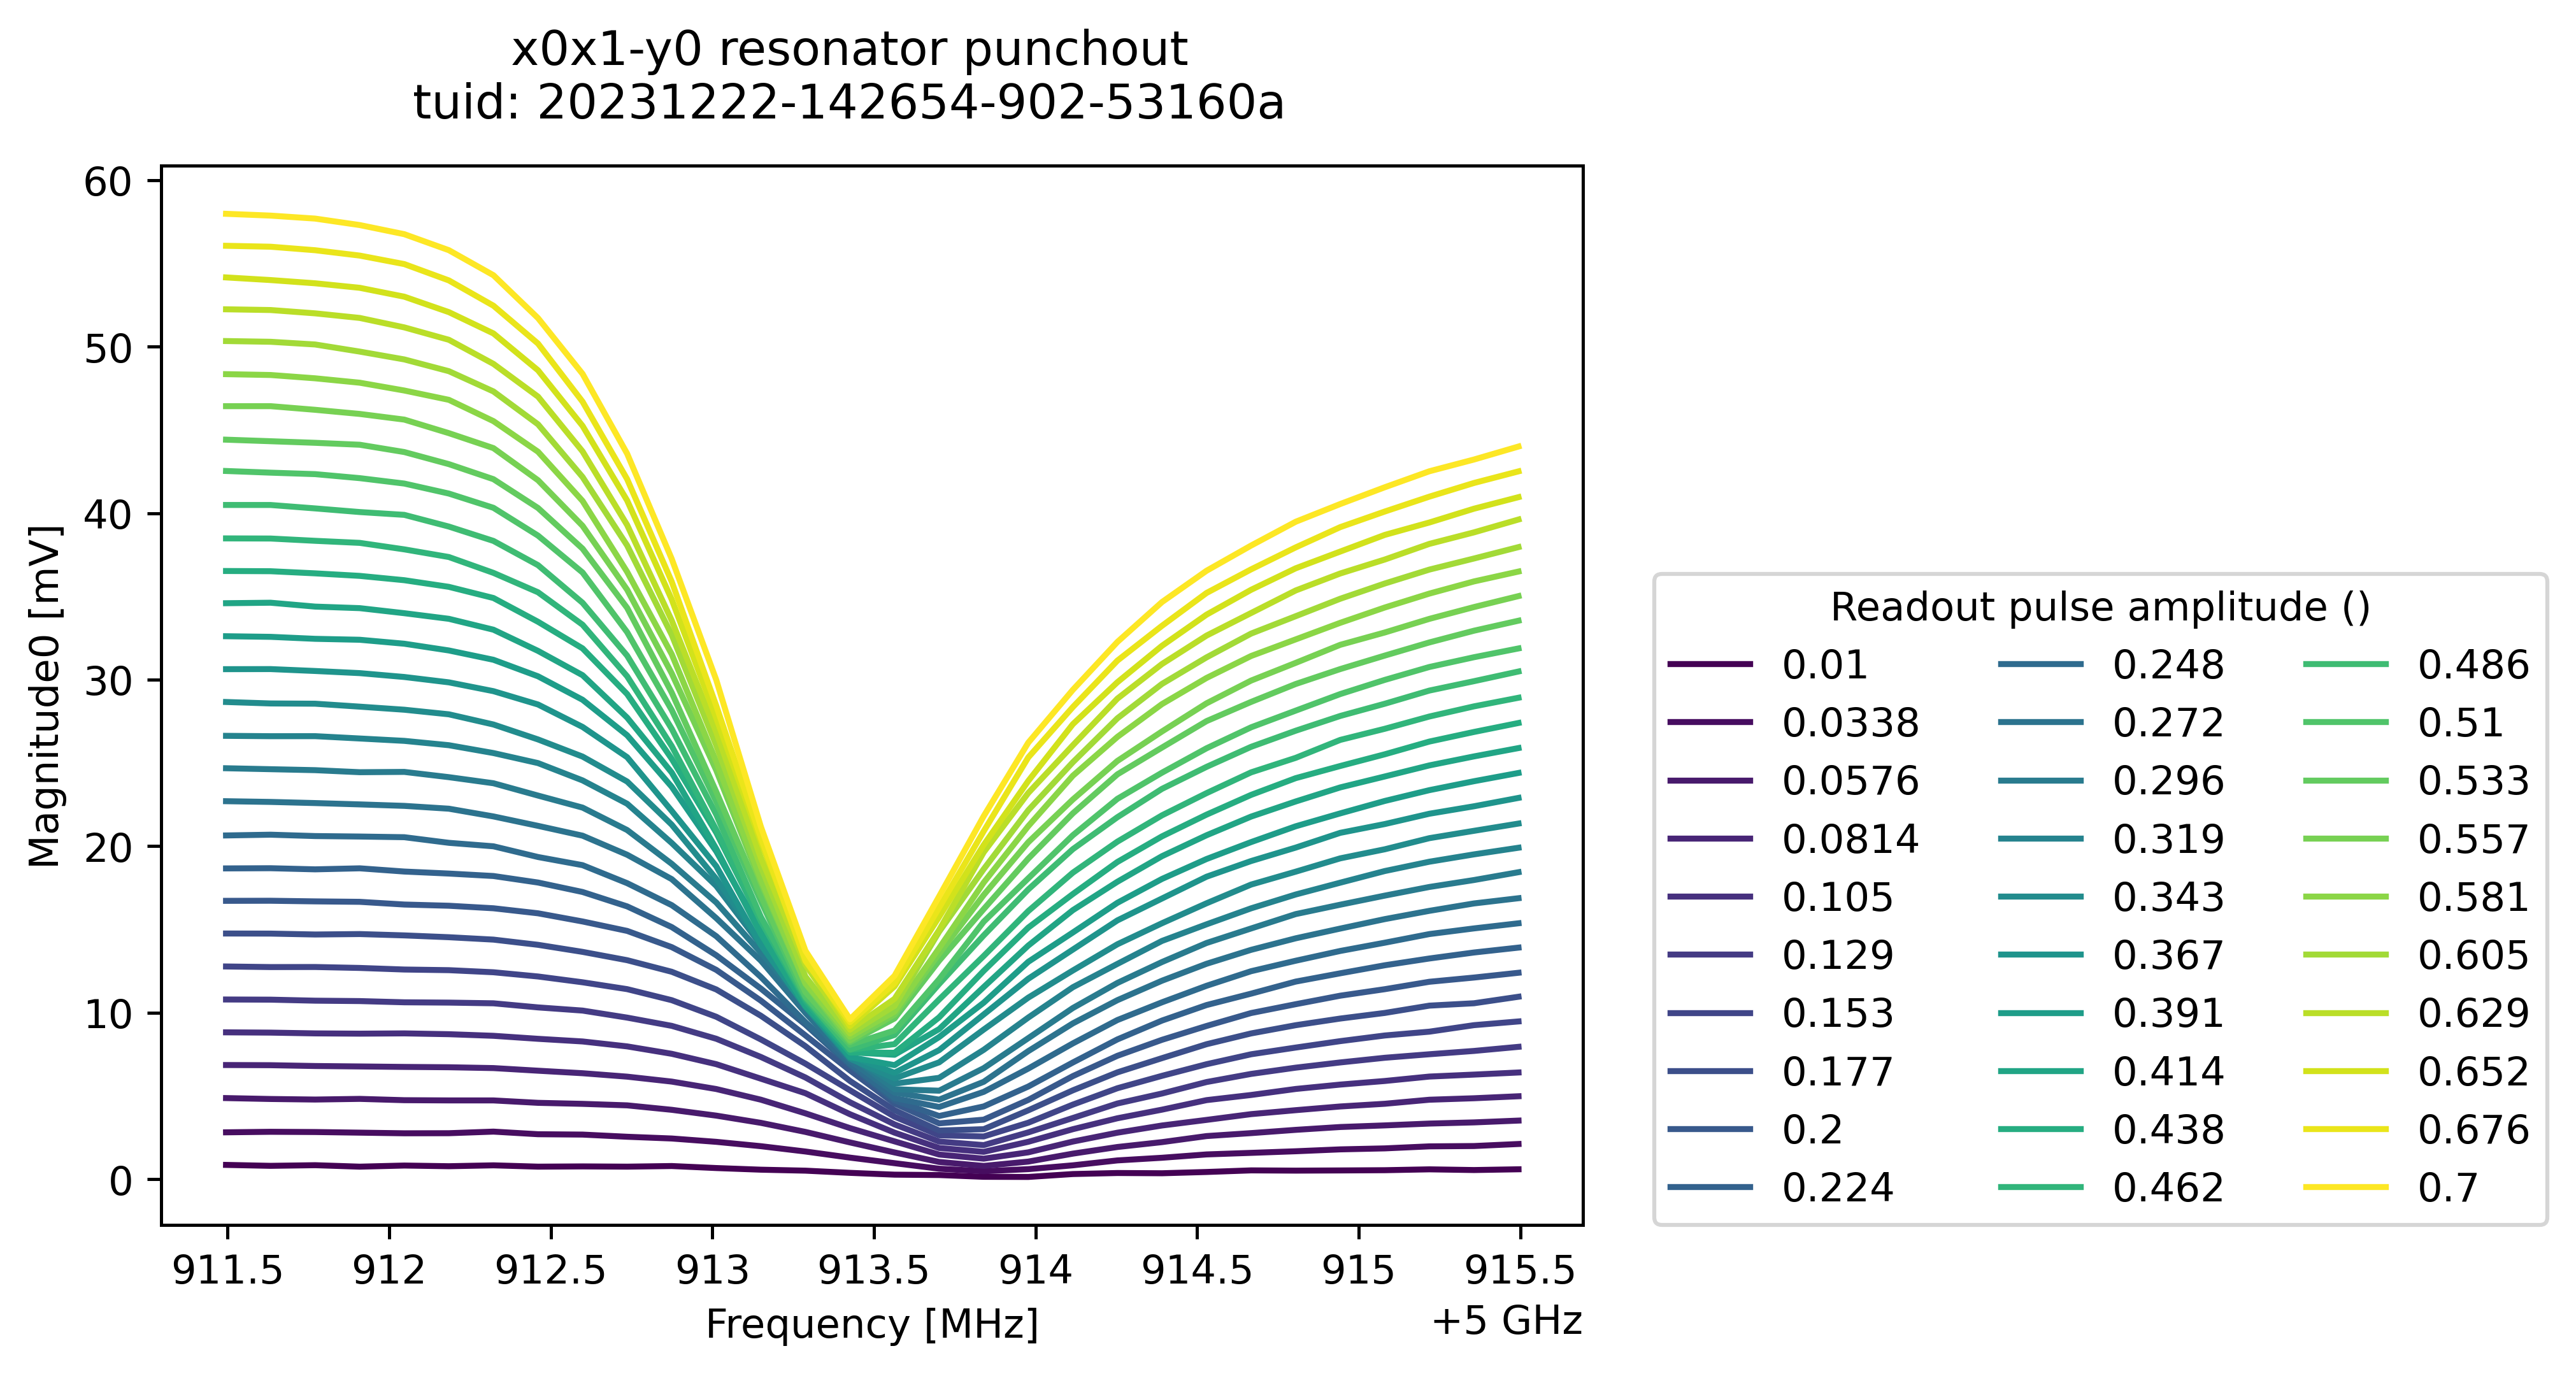 x0x1-y0 resonator punchout
tuid: 20231222-142654-902-53160a
Magnitude0 [mV]
60
50
40
30
20
10
0
911.5 912 912.5 913 913.5 914 914.5 915 915.5
Frequency [MHz]
+5 GHz
Readout pulse amplitude ()
0.01 0.248 0.486
0.0338 0.272 0.51
0.0576 0.296 0.533
0.0814 0.319 0.557
0.105 0.343 0.581
0.129 0.367 0.605
0.153 0.391 0.629
0.177 0.414 0.652
0.2 0.438 0.676
0.224 0.462 0.7